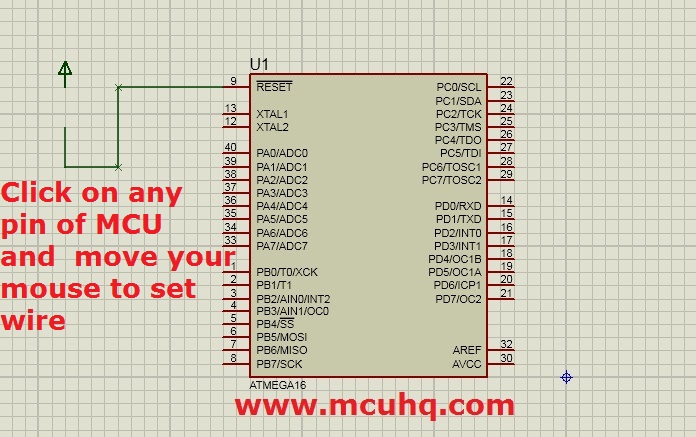 U1
9 RESET PC0/SCL 22
PC1/SDA 23
13 XTAL1 PC2/TCK 24
12 XTAL2 PC3/TMS 25
PC4/TDO 26
40 PA0/ADC0 PC5/TDI 27
39 PA1/ADC1 PC6/TOSC1 28
38 PA2/ADC2 PC7/TOSC2 29
37 PA3/ADC3
36 PA4/ADC4 PD0/RXD 14
35 PA5/ADC5 PD1/TXD 15
34 PA6/ADC6 PD2/INT0 16
33 PA7/ADC7 PD3/INT1 17
PD4/OC1B 18
1 PB0/T0/XCK PD5/OC1A 19
2 PB1/T1 PD6/ICP1 20
3 PB2/AIN0/INT2 PD7/OC2 21
4 PB3/AIN1/OC0
5 PB4/SS
6 PB5/MOSI
7 PB6/MISO AREF 32
8 PB7/SCK AVCC 30
ATMEGA16
Click on any
pin of MCU
and move your
mouse to set
wire
www.mcuhq.com